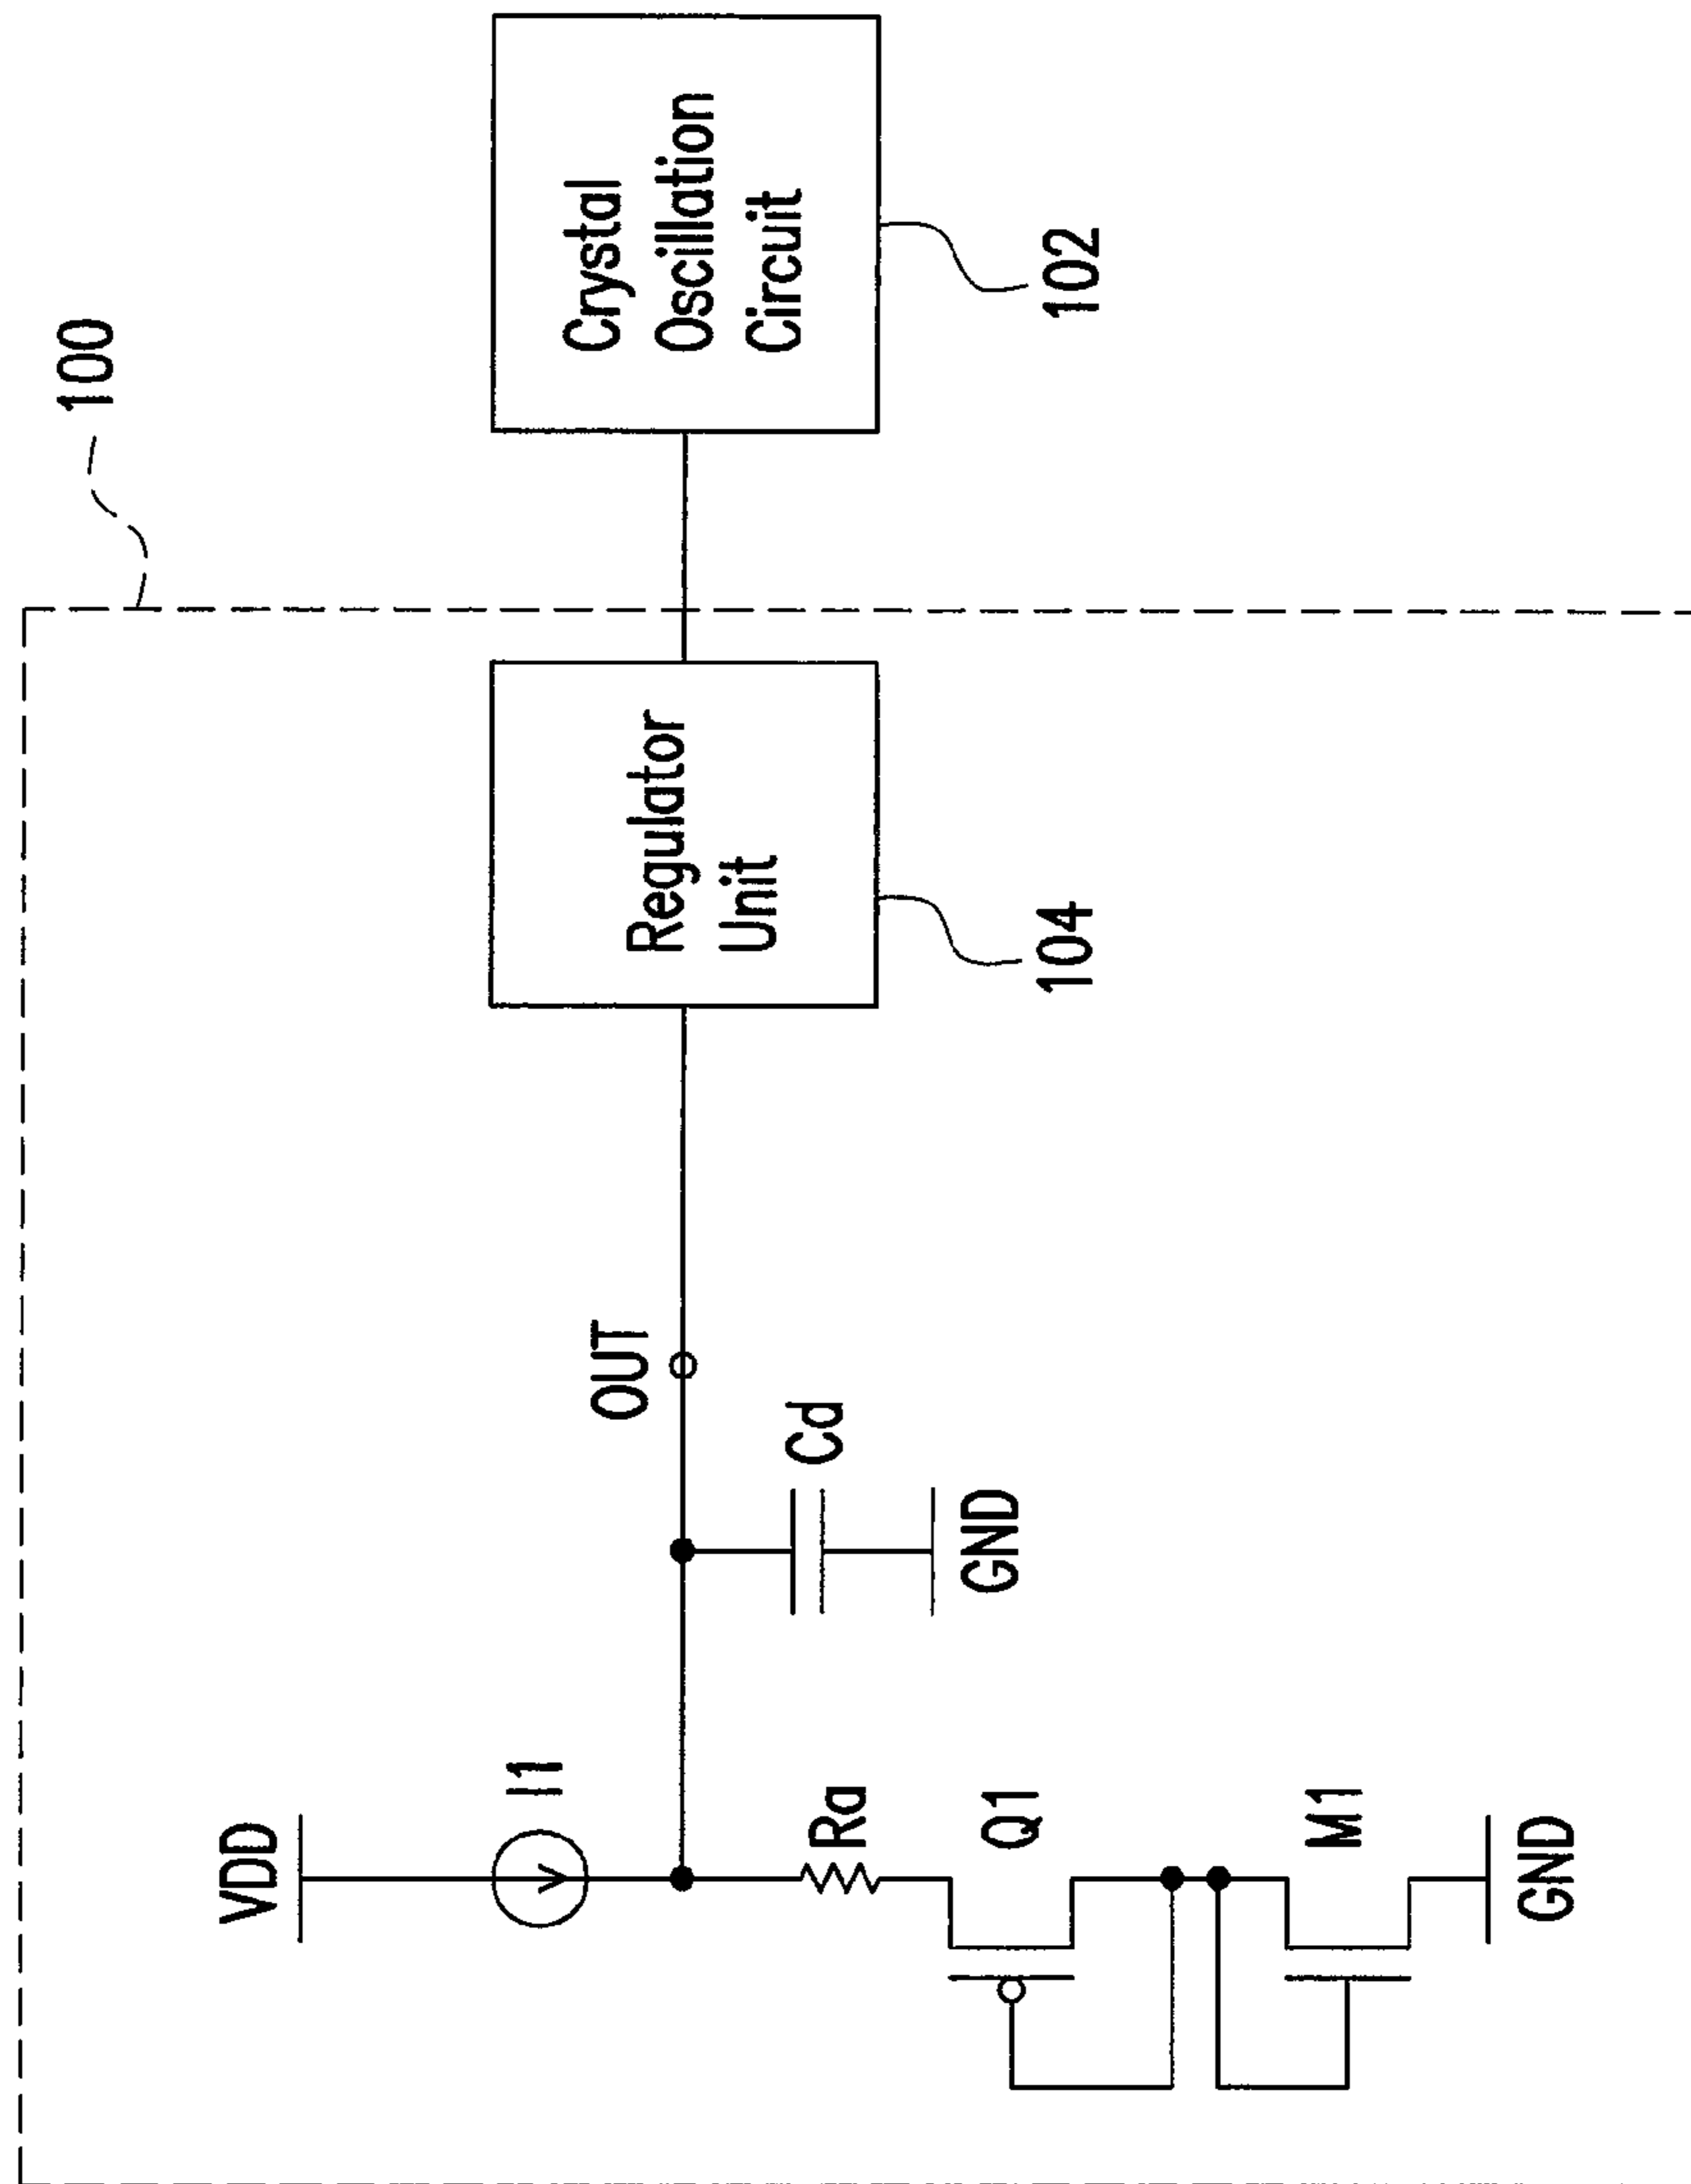 100
VDD
I1
OUT
Regulator
Unit
Crystal
Oscillation
Circuit
Ra
Cd
104
102
Q1
GND
M1
GND